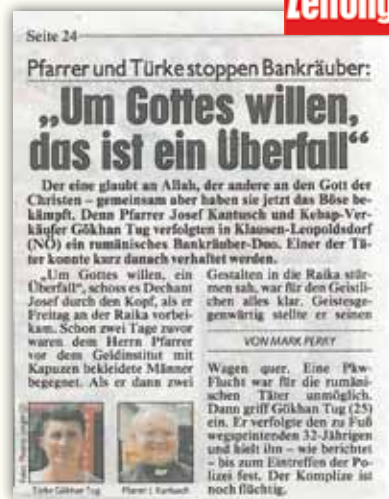 Zeitung
Seite 24
Pfarrer und Türke stoppen Bankräuber:
„Um Gottes willen,
das ist ein Überfall“
Der eine glaubt an Allah, der andere an den Gott der
Christen – gemeinsam aber haben sie jetzt das Böse be-
kämpft. Denn Pfarrer Josef Kantusch und Kebap-Ver-
käufer Gökhan Tug verfolgten in Klausen-Leopoldsdorf
(NÖ) ein rumänisches Bankräuber-Duo. Einer der Tä-
ter konnte kurz danach verhaftet werden.
„Um Gottes willen, ein
Überfall“, schoss es Dechant
Josef durch den Kopf, als er
Freitag an der Raika vorbei-
kam. Schon zwei Tage zuvor
waren dem Herrn Pfarrer
vor dem Geldinstitut mit
Kapuzen bekleidete Männer
begegnet. Als er dann zwei
Türke Gökhan Tug
Pfarrer J. Kantusch
Gestalten in die Raika stür-
men sah, war für den Geistli-
chen alles klar. Geistesge-
genwärtig stellte er seinen
VON MARK PERRY
Wagen quer. Eine Pkw-
Flucht war für die rumäni-
schen Täter unmöglich.
Dann griff Gökhan Tug (25)
ein. Er verfolgte den zu Fuß
wegsprintenden 32-Jährigen
und hielt ihn – wie berichtet
– bis zum Eintreffen der Po-
lizei fest. Der Komplize ist
noch flüchtig.